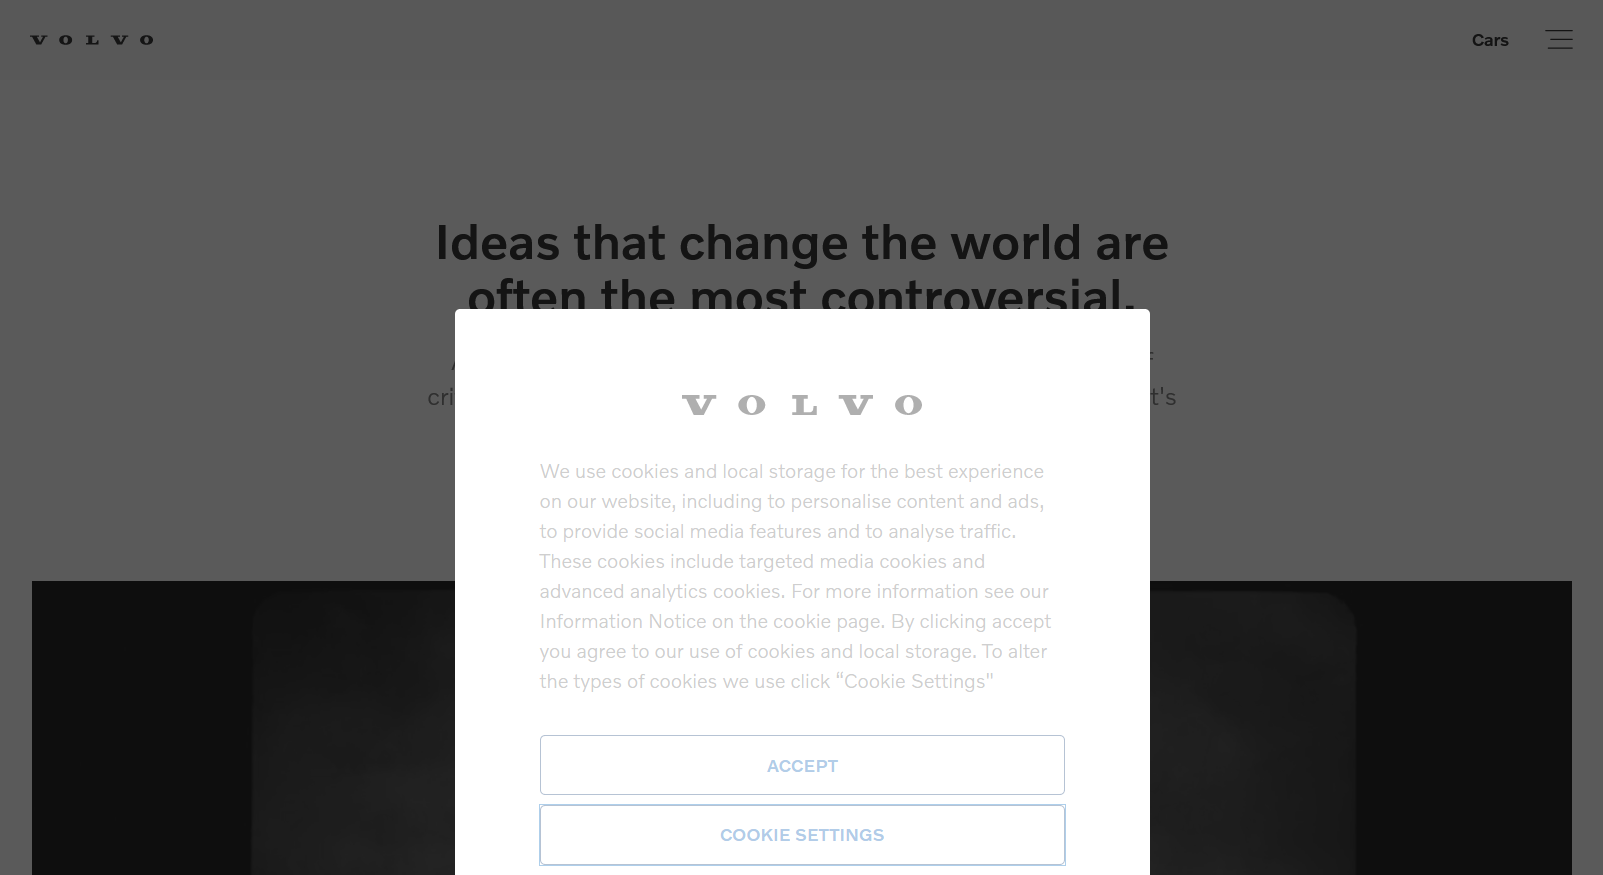 VOLVO
Cars
Ideas that change the world are
often the most controversial.
cri
t's
VOLVO
We use cookies and local storage for the best experience
on our website, including to personalise content and ads,
to provide social media features and to analyse traffic.
These cookies include targeted media cookies and
advanced analytics cookies. For more information see our
Information Notice on the cookie page. By clicking accept
you agree to our use of cookies and local storage. To alter
the types of cookies we use click “Cookie Settings"
ACCEPT
COOKIE SETTINGS